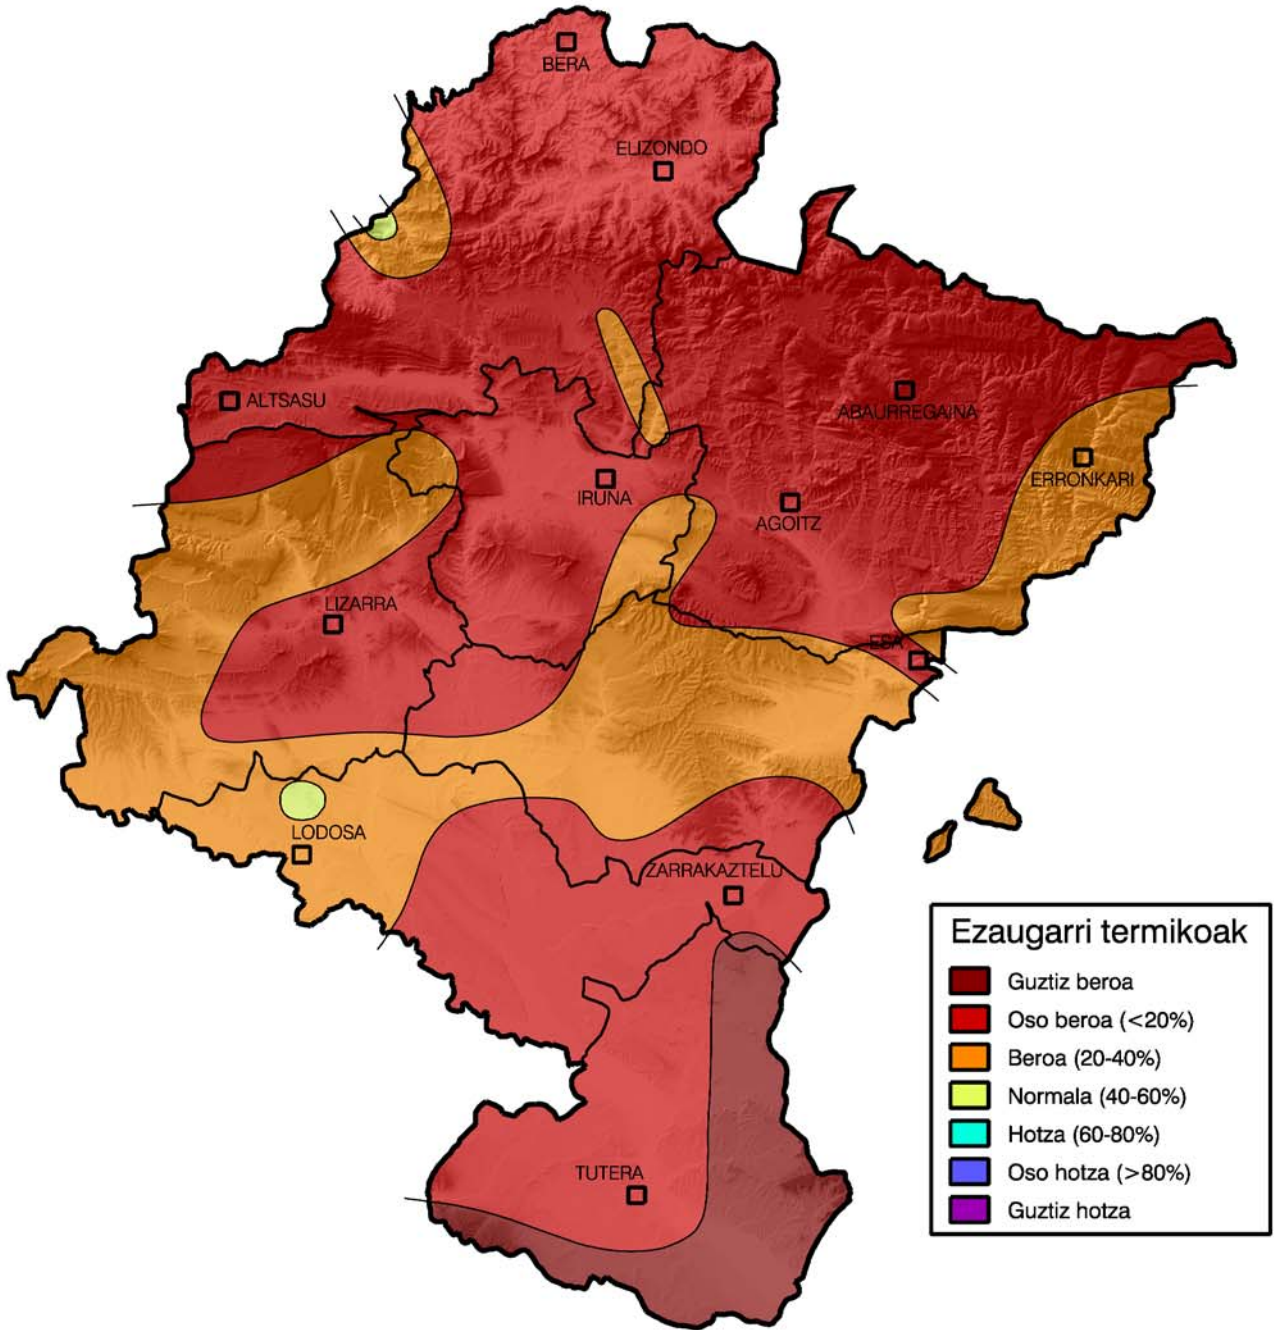 BERA
ELIZONDO
ALTSASU
ABAURREGAINA
IRUNA
ERRONKARI
AGOITZ
LIZARRA
ESA
LODOSA
ZARRAKAZTELU
TUTERA
Ezaugarri termikoak
Guztiz beroa
Oso beroa (<20%)
Beroa (20-40%)
Normala (40-60%)
Hotza (60-80%)
Oso hotza (>80%)
Guztiz hotza